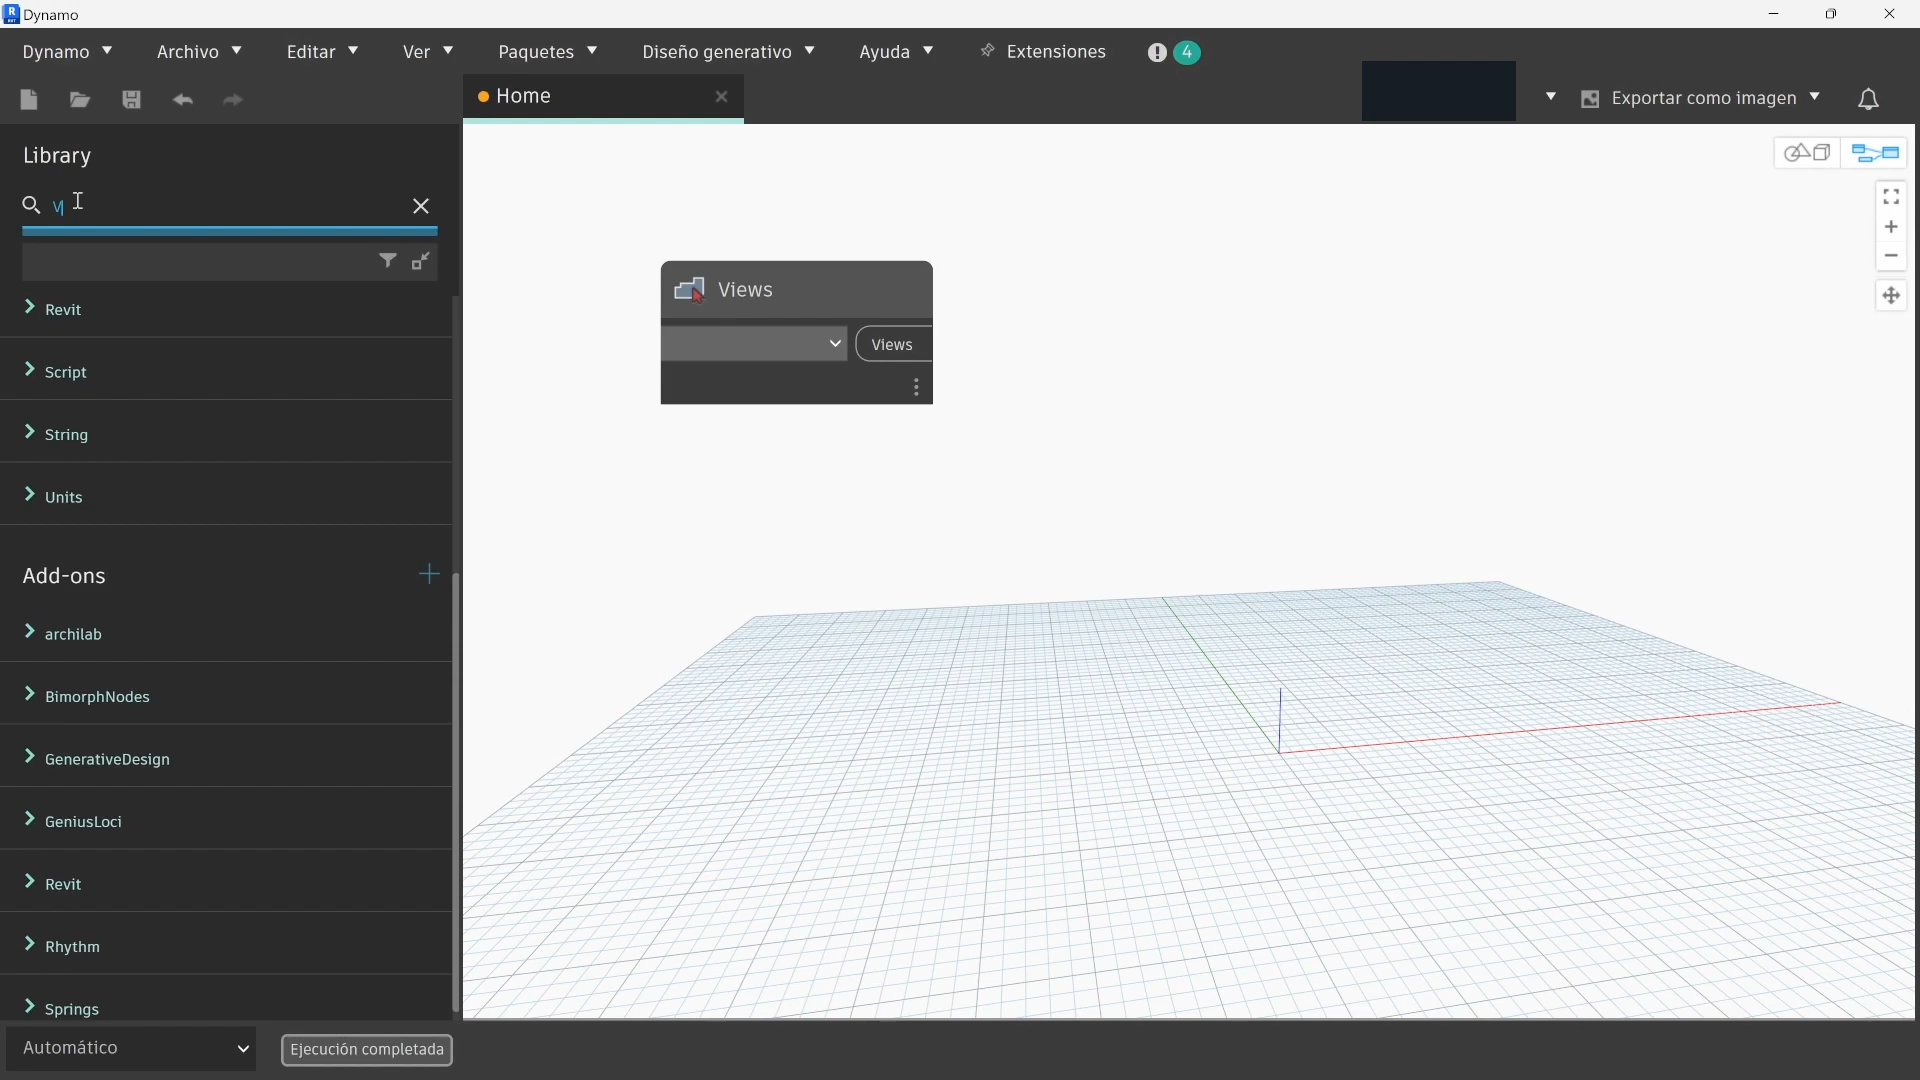 Dynamo
Dynamo Archivo Editar Ver Paquetes Diseño generativo Ayuda Extensiones 4
Home
Exportar como imagen
Library
V
Revit
Script
String
Units
Add-ons
archilab
BimorphNodes
GenerativeDesign
GeniusLoci
Revit
Rhythm
Springs
Views
Views
Automático
Ejecución completada